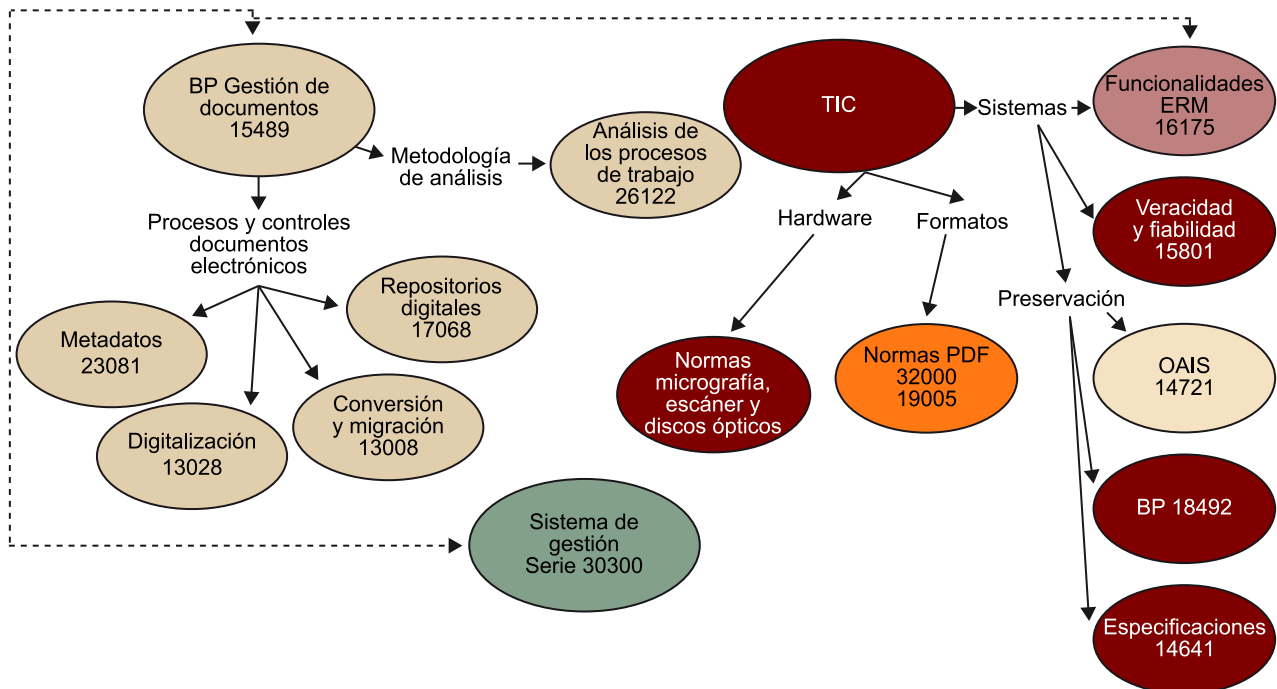 BP Gestión de
documentos
15489
Metodología
de análisis
Análisis de
los procesos
de trabajo
26122
Procesos y controles
documentos
electrónicos
Repositorios
digitales
17068
Metadatos
23081
Conversión
y migración
13008
Digitalización
13028
Sistema de
gestión
Serie 30300
TIC
Sistemas
Funcionalidades
ERM
16175
Hardware
Formatos
Veracidad
y fiabilidad
15801
Preservación
Normas
micrografía,
escáner y
discos ópticos
Normas PDF
32000
19005
OAIS
14721
BP 18492
Especificaciones
14641